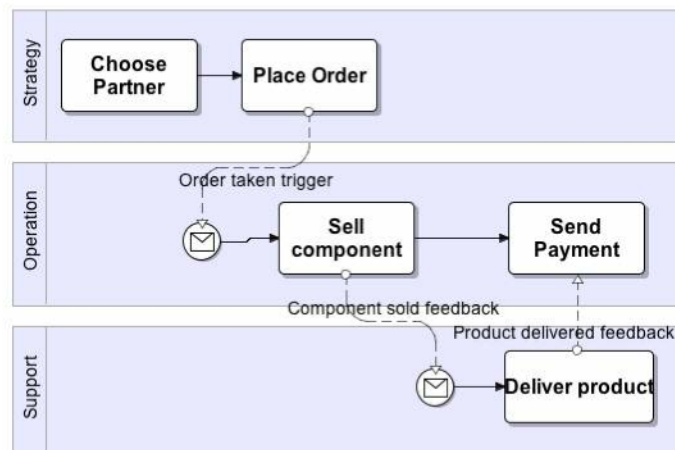 Strategy
Choose
Partner
Place Order
Order taken trigger
Operation
Sell
component
Send
Payment
Component sold feedback
Product delivered feedback
Support
Deliver product